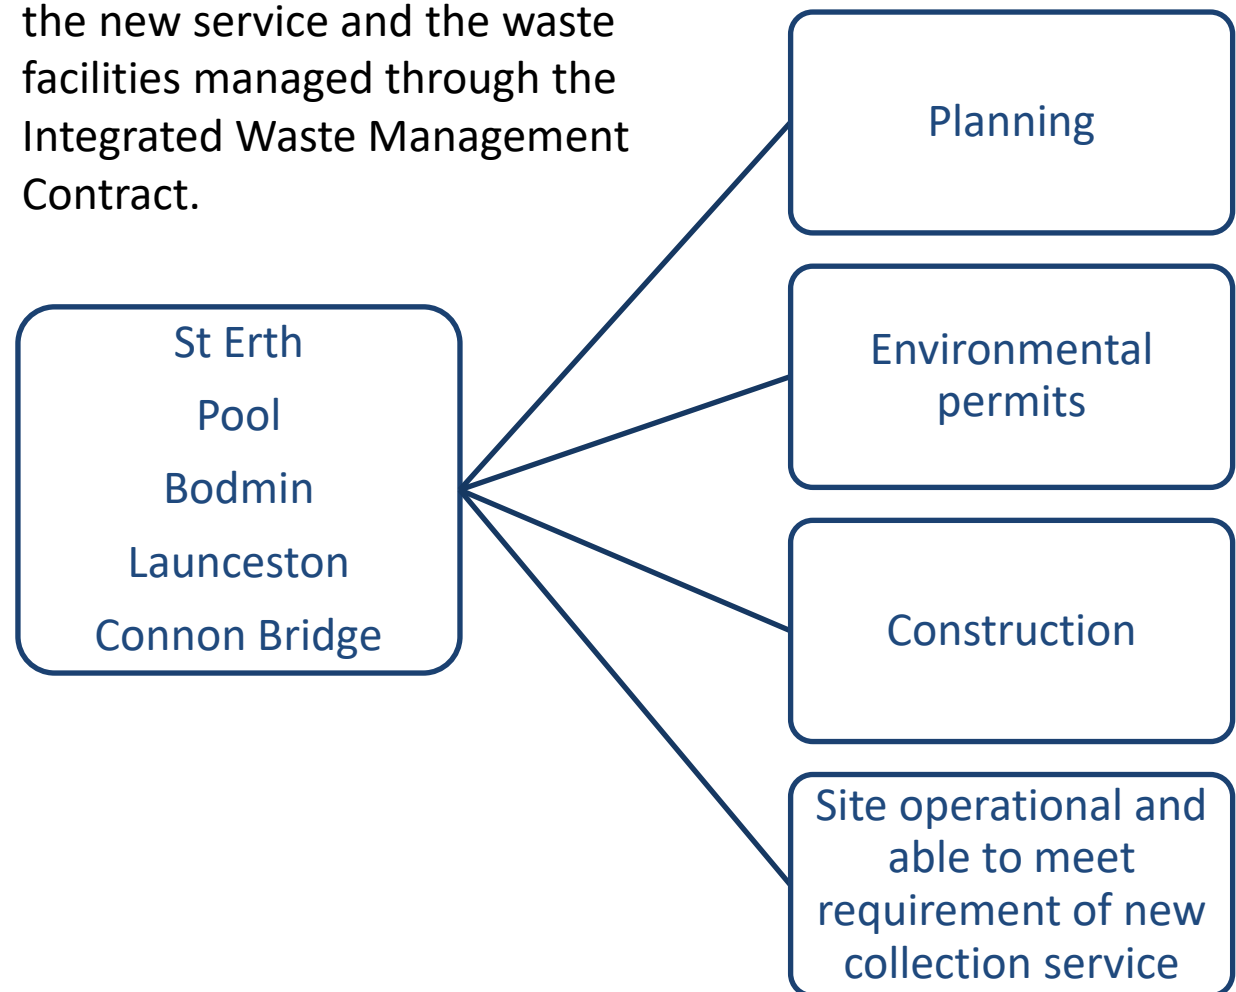 the new service and the waste
facilities managed through the
Integrated Waste Management
Contract.
St Erth
Pool
Bodmin
Launceston
Connon Bridge
Planning
Environmental
permits
Construction
Site operational and
able to meet
requirement of new
collection service